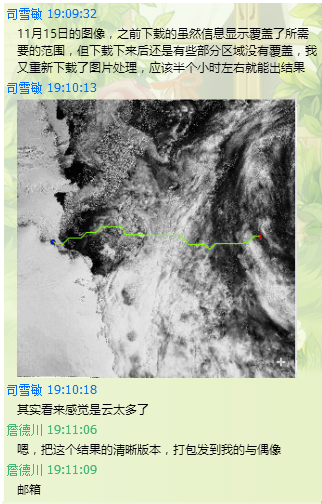 司雪敏 19:09:32
11月15日的图像，之前下载的虽然信息显示覆盖了所需
要的范围，但下载下来后还是有些部分区域没有覆盖，我
又重新下载了图片处理，应该半个小时左右就能出结果
司雪敏 19:10:13
司雪敏 19:10:18
其实看来感觉是云太多了
詹德川 19:11:06
嗯，把这个结果的清晰版本，打包发到我的与偶像
詹德川 19:11:09
邮箱